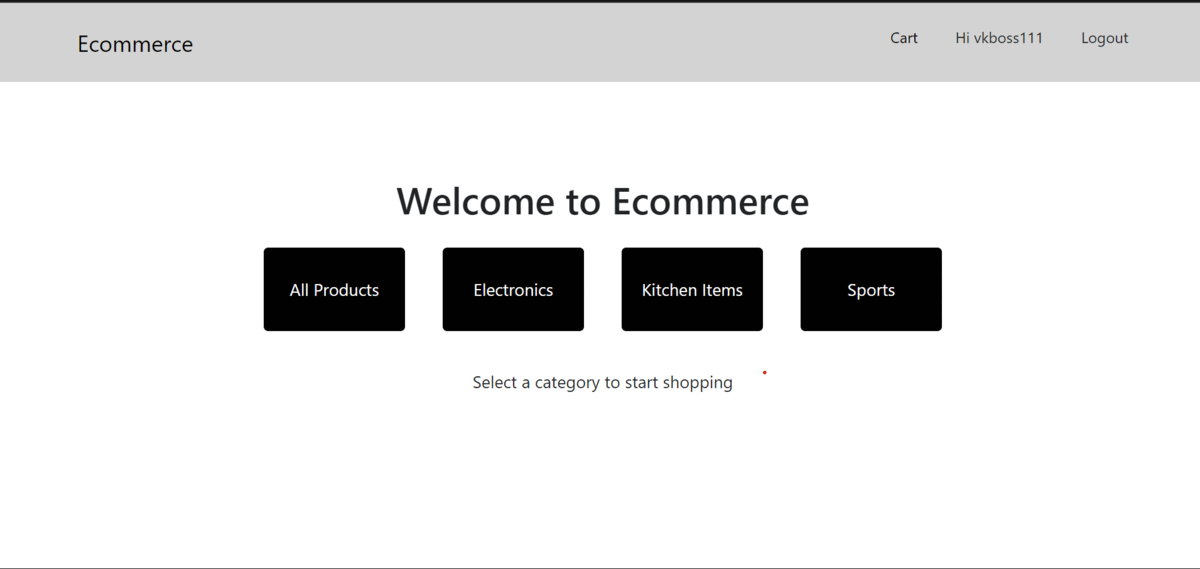 Ecommerce
Cart Hi vkboss111 Logout
Welcome to Ecommerce
All Products Electronics Kitchen Items Sports
Select a category to start shopping